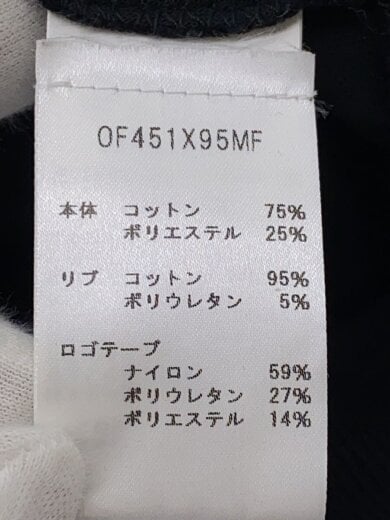 OF451X95MF
本体 コットン 75%
ポリエステル 25%
リブ コットン 95%
ポリウレタン 5%
ロゴテープ
ナイロン 59%
ポリウレタン 27%
ポリエステル 14%